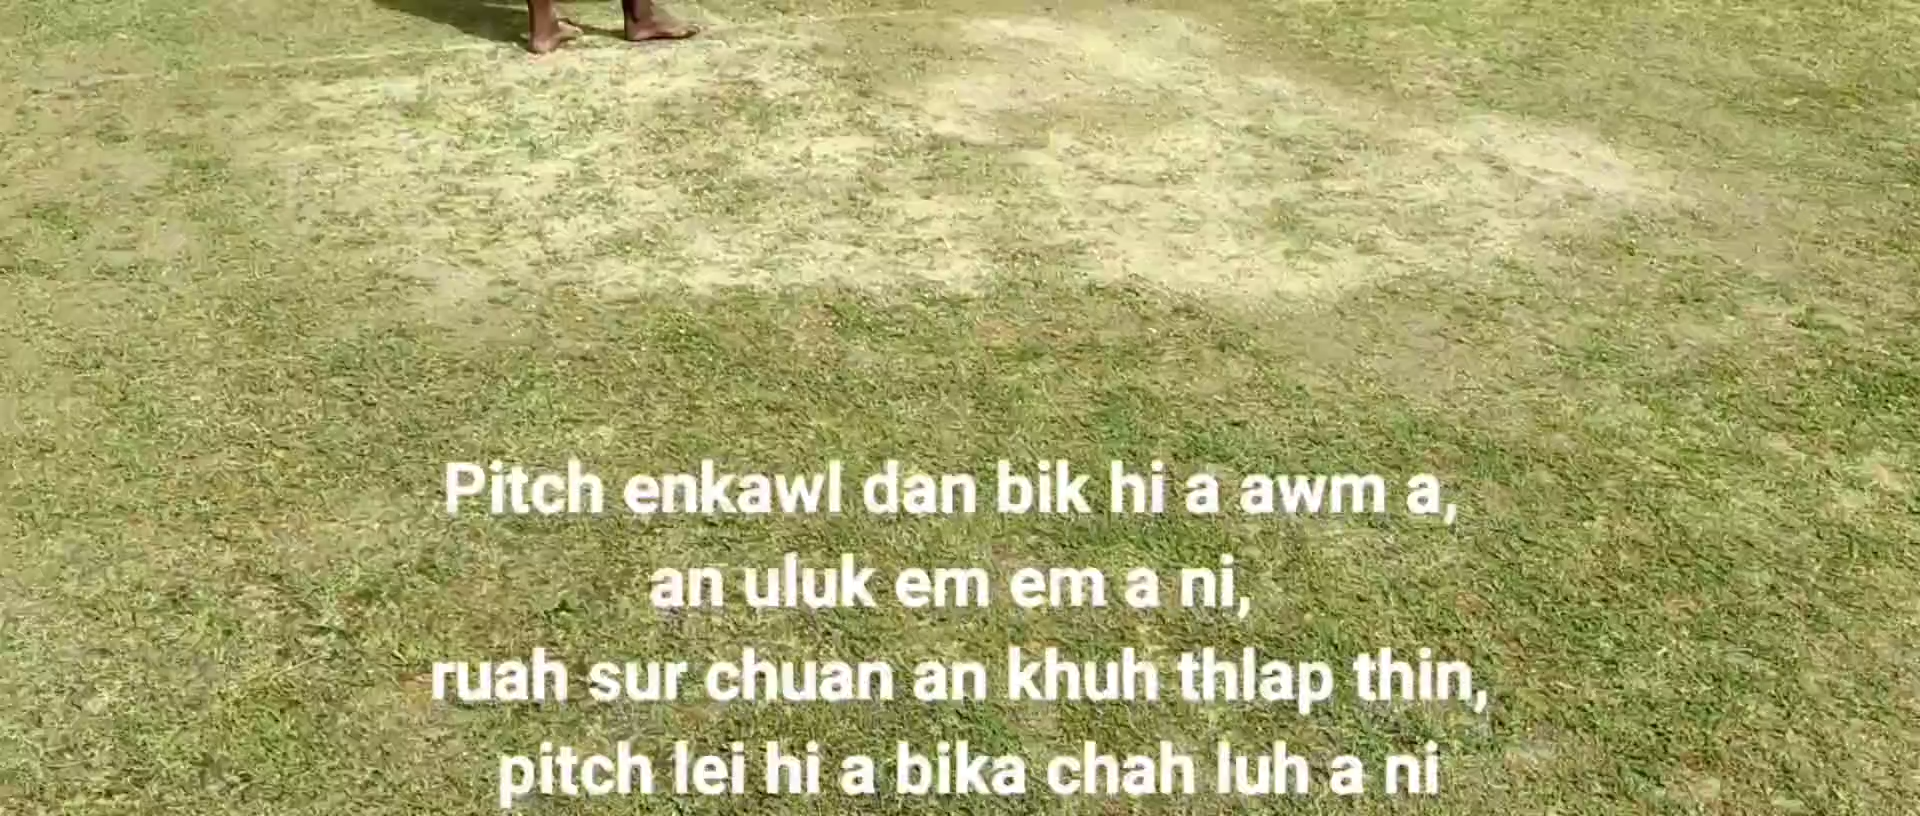 Pitch enkawl dan bik hi a awm a,
an uluk em em a ni,
ruah sur chuan an khuh thlap thin,
pitch lei hi a bika chah luh a ni